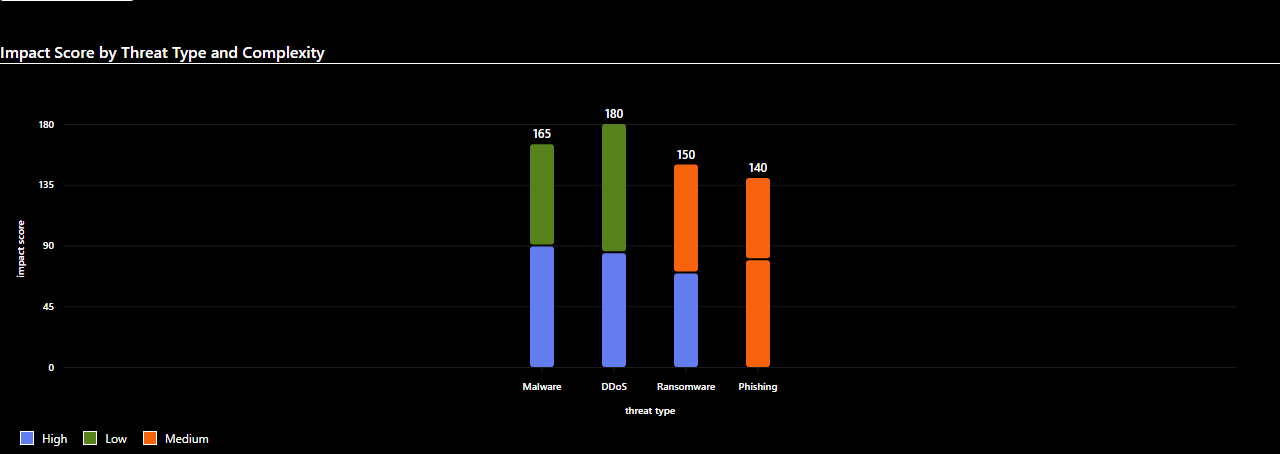 Impact Score by Threat Type and Complexity
180
135
90
45
0
impact score
165
180
150
140
Malware DDoS Ransomware Phishing
threat type
High Low Medium